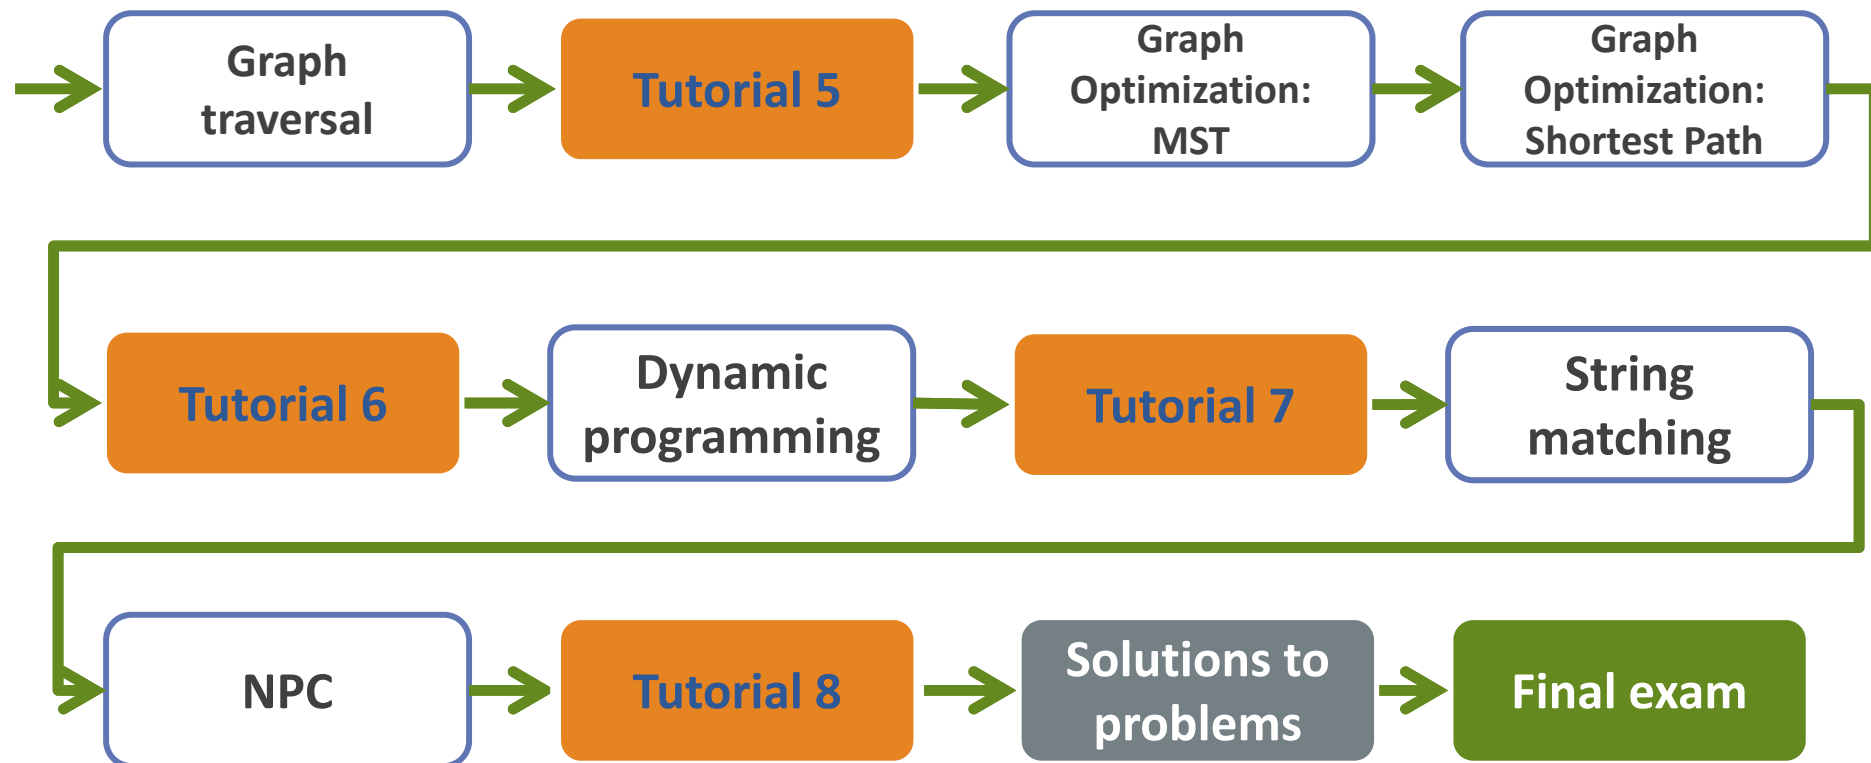 Graph
traversal
Tutorial 5
Graph
Optimization:
MST
Graph
Optimization:
Shortest Path
Tutorial 6
Dynamic
programming
Tutorial 7
String
matching
NPC
Tutorial 8
Solutions to
problems
Final exam